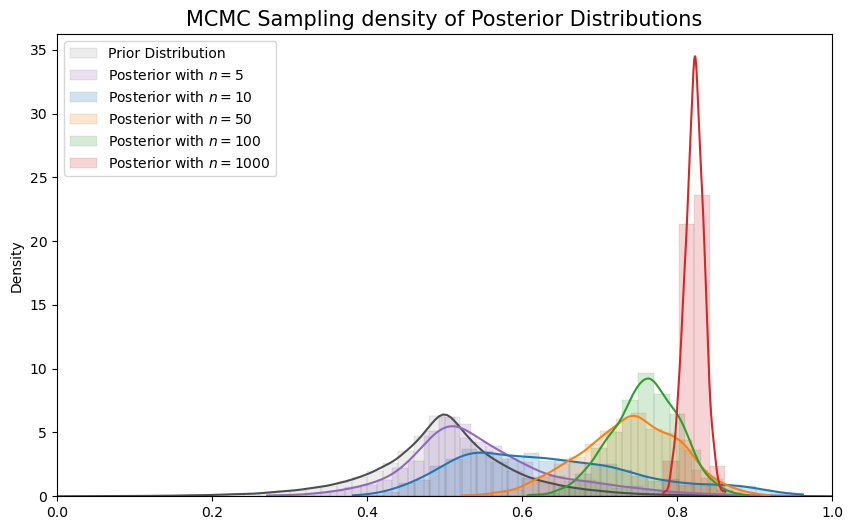 MCMC Sampling density of Posterior Distributions
Prior Distribution
Posterior with n = 5
Posterior with n = 10
Posterior with n = 50
Posterior with n = 100
Posterior with n = 1000
Density
35
30
25
20
15
10
5
0
0.0 0.2 0.4 0.6 0.8 1.0